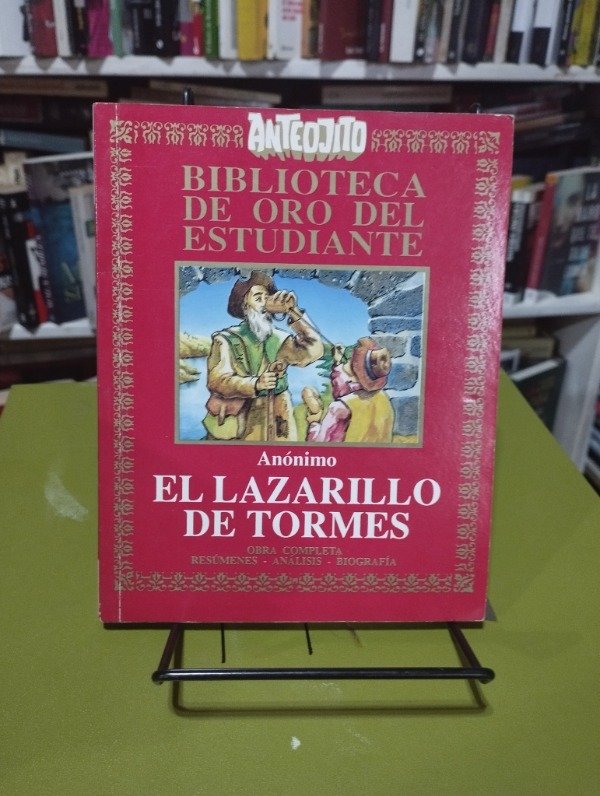 ANTEOJITO
BIBLIOTECA
DE ORO DEL
ESTUDIANTE
Anónimo
EL LAZARILLO
DE TORMES
OBRA COMPLETA
RESÚMENES - ANÁLISIS - BIOGRAFÍA